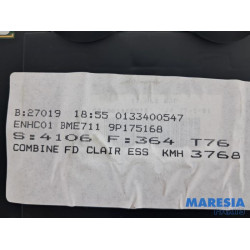 B:27019 18:55 0133400547
ENHC01 BME711 9P175168
S:4106 F:364 T76
COMBINE FD CLAIR ESS KMH 3768
MARESIA